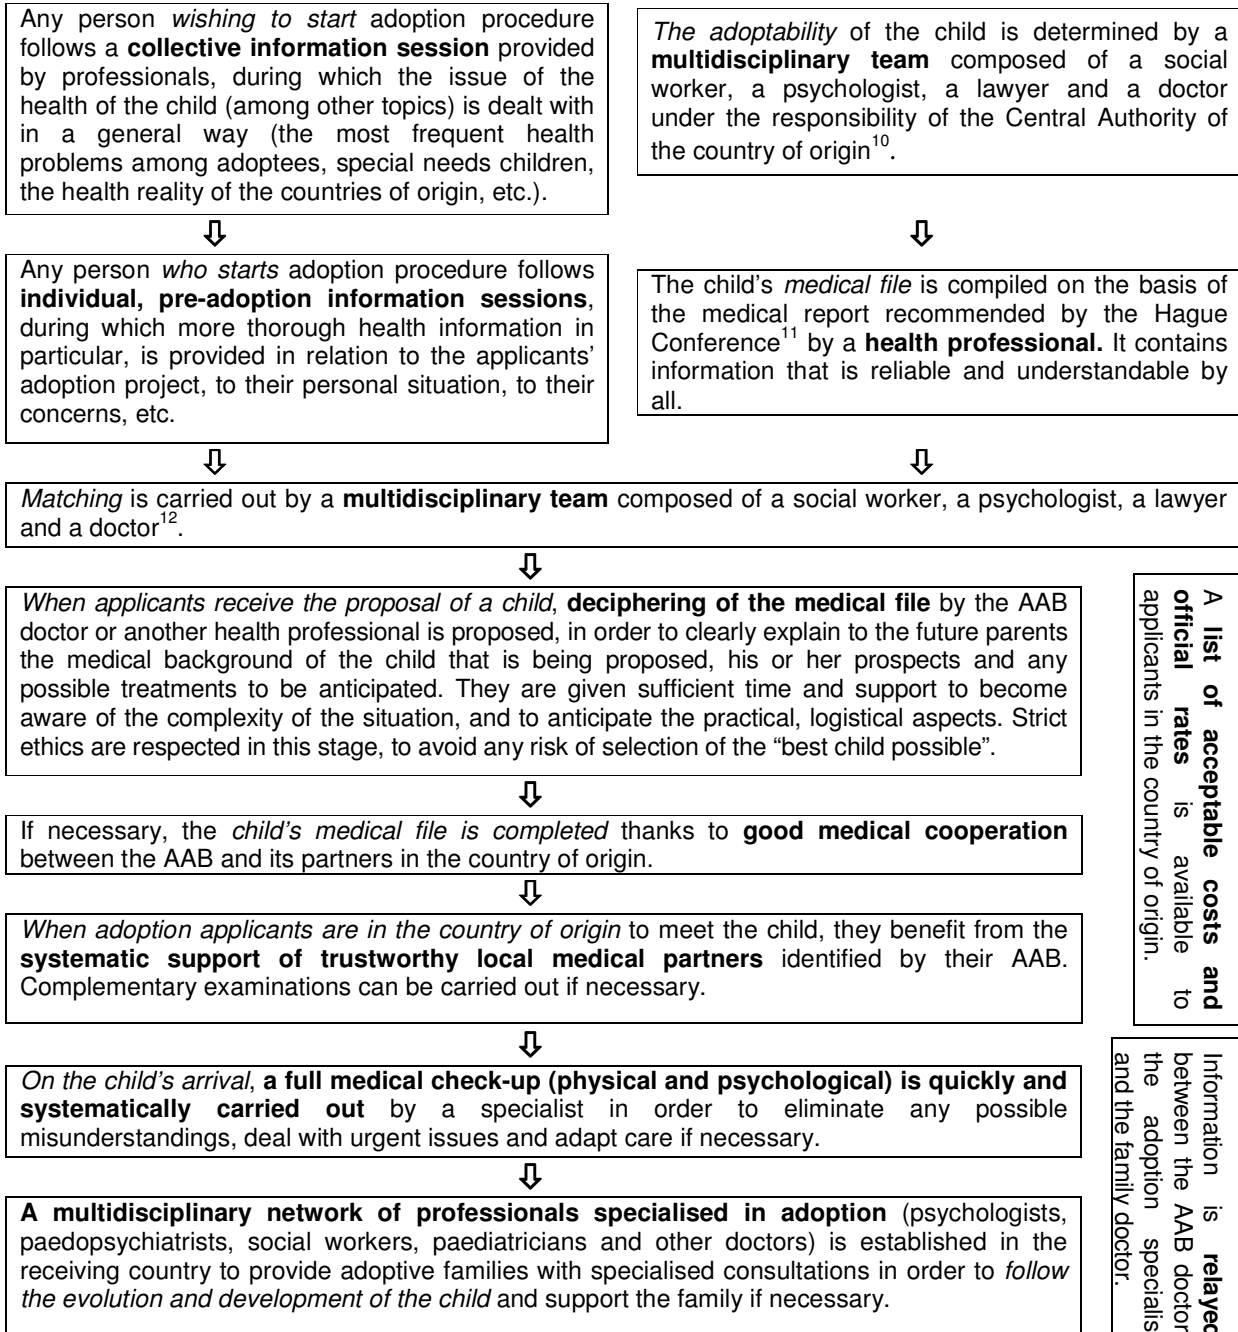 Any person wishing to start adoption procedure
follows a collective information session provided
by professionals, during which the issue of the
health of the child (among other topics) is dealt with
in a general way (the most frequent health
problems among adoptees, special needs children,
the health reality of the countries of origin, etc.).
The adoptability of the child is determined by a
multidisciplinary team composed of a social
worker, a psychologist, a lawyer and a doctor
under the responsibility of the Central Authority of
the country of origin10.
Any person who starts adoption procedure follows
individual, pre-adoption information sessions,
during which more thorough health information in
particular, is provided in relation to the applicants'
adoption project, to their personal situation, to their
concerns, etc.
The child's medical file is compiled on the basis of
the medical report recommended by the Hague
Conference11 by a health professional. It contains
information that is reliable and understandable by
all.
Matching is carried out by a multidisciplinary team composed of a social worker, a psychologist, a lawyer
and a doctor12.
When applicants receive the proposal of a child, deciphering of the medical file by the AAB
doctor or another health professional is proposed, in order to clearly explain to the future parents
the medical background of the child that is being proposed, his or her prospects and any
possible treatments to be anticipated. They are given sufficient time and support to become
aware of the complexity of the situation, and to anticipate the practical, logistical aspects. Strict
ethics are respected in this stage, to avoid any risk of selection of the "best child possible".
If necessary, the child's medical file is completed thanks to good medical cooperation
between the AAB and its partners in the country of origin.
When adoption applicants are in the country of origin to meet the child, they benefit from the
systematic support of trustworthy local medical partners identified by their AAB.
Complementary examinations can be carried out if necessary.
On the child's arrival, a full medical check-up (physical and psychological) is quickly and
systematically carried out by a specialist in order to eliminate any possible
misunderstandings, deal with urgent issues and adapt care if necessary.
A multidisciplinary network of professionals specialised in adoption (psychologists,
paedopsychiatrists, social workers, paediatricians and other doctors) is established in the
receiving country to provide adoptive families with specialised consultations in order to follow
the evolution and development of the child and support the family if necessary.
A list of acceptable costs and
official rates is available to
applicants in the country of origin.
Information is relayed
between the AAB doctor
the adoption specialis
and the family doctor.